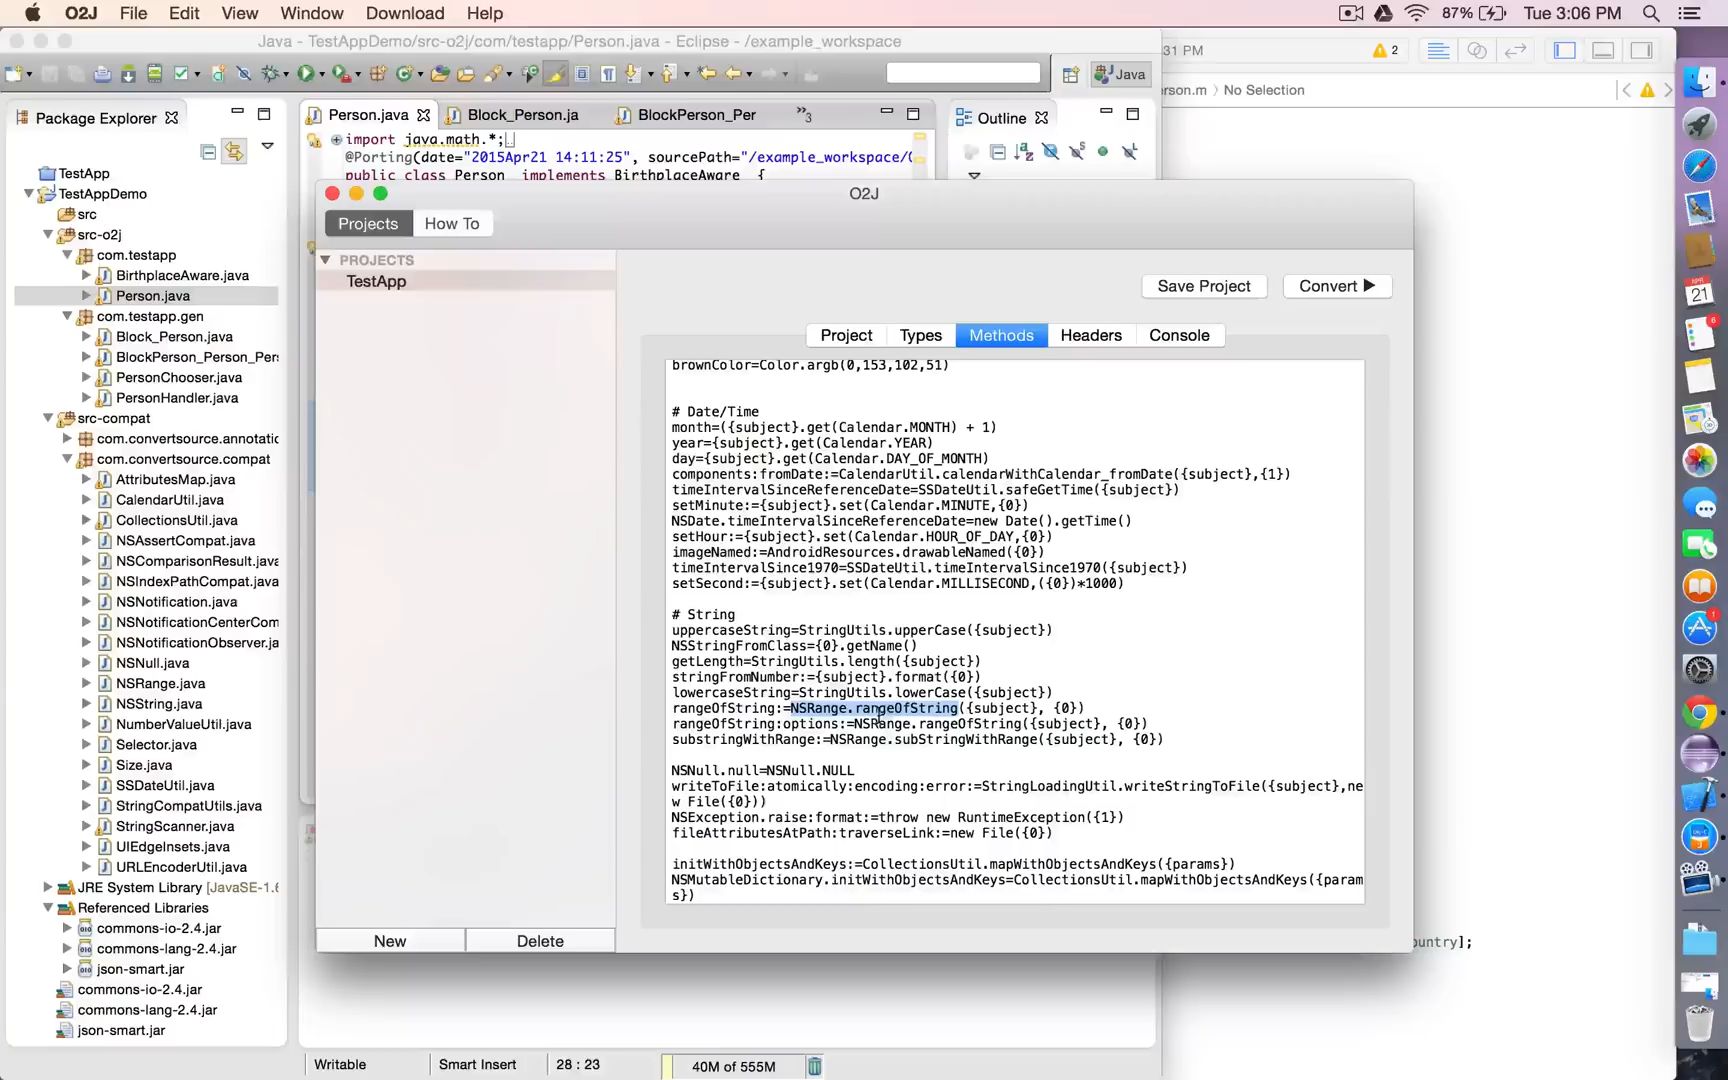 O2J File Edit View Window Download Help 87% Tue 3:06 PM
Java - TestAppDemo/src-o2j/com/testapp/Person.java - Eclipse - /example_workspace
31 PM 2
Java
Package Explorer
Person.java Block_Person.ja BlockPerson_Per 3
Outline
erson.m No Selection
import java.math.*;
@Porting(date="2015Apr21 14:11:25", sourcePath="/example_workspace/
public class Person implements BirthplaceAware {
TestApp
TestAppDemo
src
src-o2j
com.testapp
BirthplaceAware.java
Person.java
com.testapp.gen
Block_Person.java
BlockPerson_Person_Per
PersonChooser.java
PersonHandler.java
src-compat
com.convertsource.annotatic
com.convertsource.compat
AttributesMap.java
CalendarUtil.java
CollectionsUtil.java
NSAssertCompat.java
NSComparisonResult.java
NSIndexPathCompat.java
NSNotification.java
NSNotificationCenterCom
NSNotificationObserver.ja
NSNull.java
NSRange.java
NSString.java
NumberValueUtil.java
Selector.java
Size.java
SSDateUtil.java
StringCompatUtils.java
StringScanner.java
UIEdgeInsets.java
URLEncoderUtil.java
JRE System Library [JavaSE-1.6
Referenced Libraries
commons-io-2.4.jar
commons-lang-2.4.jar
json-smart.jar
commons-io-2.4.jar
commons-lang-2.4.jar
json-smart.jar
O2J
Projects How To
PROJECTS
TestApp
New Delete
Save Project Convert
Project Types Methods Headers Console
brownColor=Color.argb(0,153,102,51)
# Date/Time
month=({subject}.get(Calendar.MONTH) + 1)
year={subject}.get(Calendar.YEAR)
day={subject}.get(Calendar.DAY_OF_MONTH)
components:fromDate:=CalendarUtil.calendarWithCalendar_fromDate({subject},{1})
timeIntervalSinceReferenceDate=SSDateUtil.safeGetTime({subject})
setMinute:={subject}.set(Calendar.MINUTE,{0})
NSDate.timeIntervalSinceReferenceDate=new Date().getTime()
setHour:={subject}.set(Calendar.HOUR_OF_DAY,{0})
imageNamed:=AndroidResources.drawableNamed({0})
timeIntervalSince1970=SSDateUtil.timeIntervalSince1970({subject})
setSecond:={subject}.set(Calendar.MILLISECOND,({0})*1000)
# String
uppercaseString=StringUtils.upperCase({subject})
NSStringFromClass={0}.getName()
getLength=StringUtils.length({subject})
stringFromNumber:={subject}.format({0})
lowercaseString=StringUtils.lowerCase({subject})
rangeOfString:=NSRange.rangeOfString({subject}, {0})
rangeOfString:options:=NSRange.rangeOfString({subject}, {0})
substringWithRange:=NSRange.subStringWithRange({subject}, {0})
NSNull.null=NSNull.NULL
writeToFile:atomically:encoding:error:=StringLoadingUtil.writeStringToFile({subject},ne
w File({0}))
NSException.raise:format:=throw new RuntimeException({1})
fileAttributesAtPath:traverseLink:=new File({0})
initWithObjectsAndKeys:=CollectionsUtil.mapWithObjectsAndKeys({params})
NSMutableDictionary.initWithObjectsAndKeys=CollectionsUtil.mapWithObjectsAndKeys({param
s})
ountry];
Writable Smart Insert 28 : 23 40M of 555M
APR
21
6
1